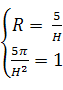 R = 5/H
5π/H² = 1